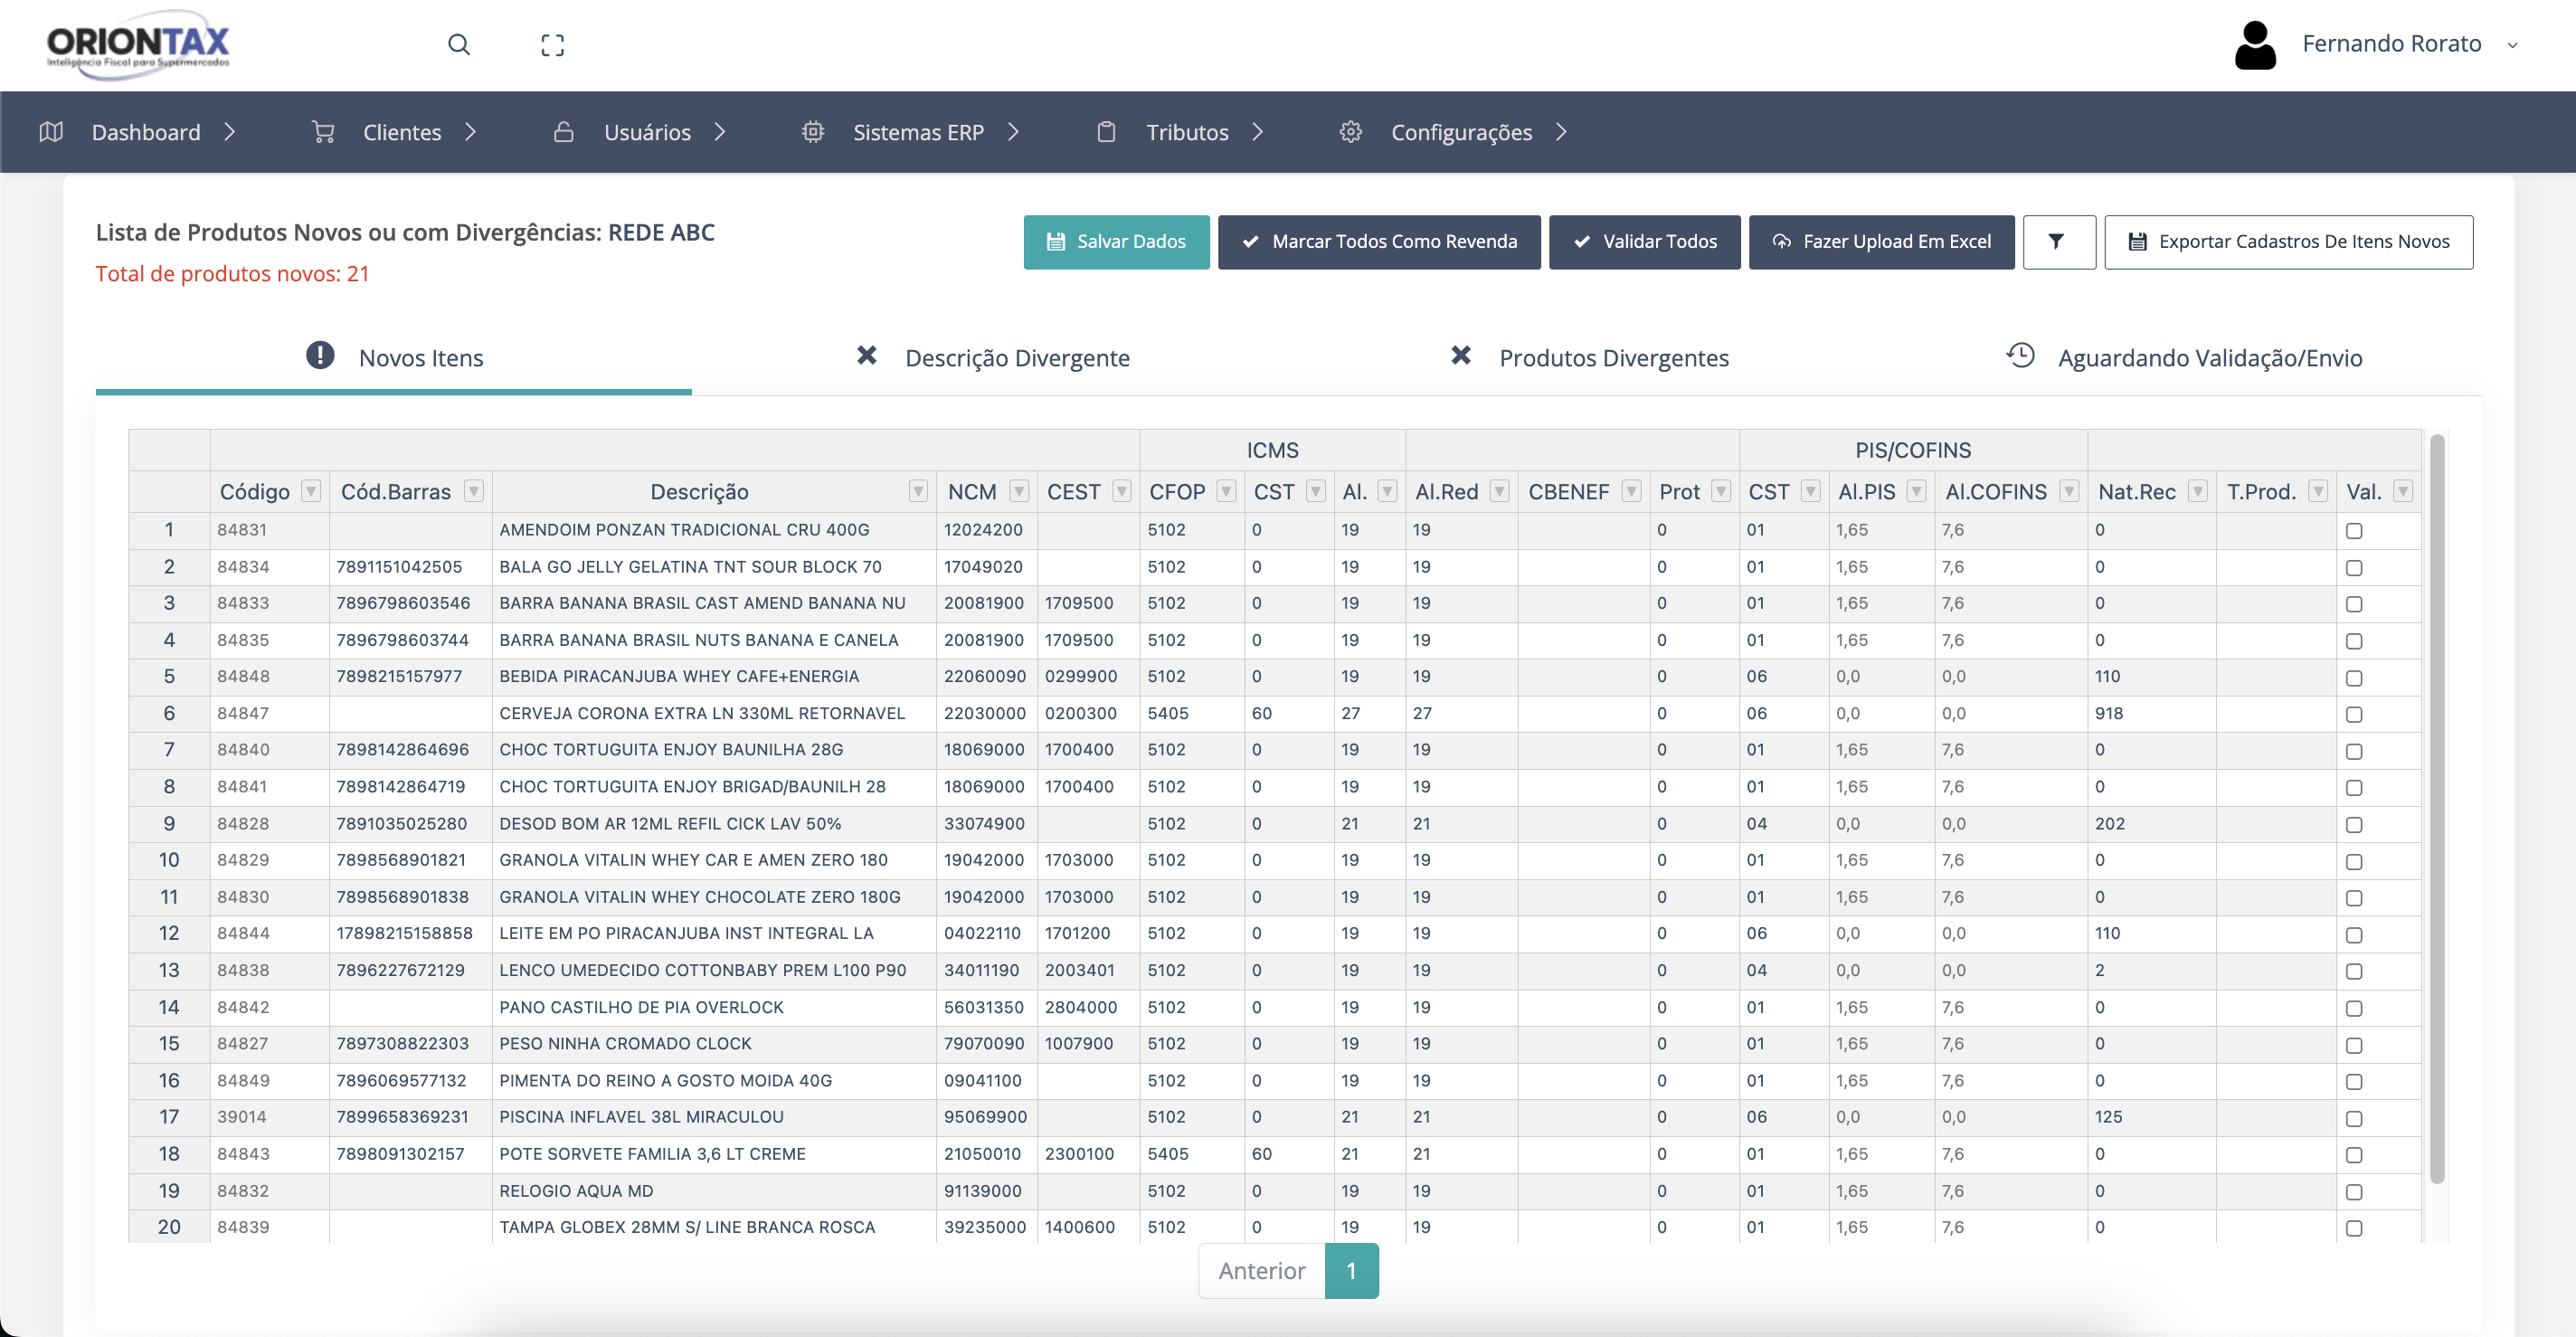 ORIONTAX
Inteligência Fiscal para Supermercados
Fernando Rorato
Dashboard
Clientes
Usuários
Sistemas ERP
Tributos
Configurações
Lista de Produtos Novos ou com Divergências: REDE ABC
Total de produtos novos: 21
Salvar Dados
Marcar Todos Como Revenda
Validar Todos
Fazer Upload Em Excel
Exportar Cadastros De Itens Novos
Novos Itens
Descrição Divergente
Produtos Divergentes
Aguardando Validação/Envio
ICMS PIS/COFINS
Código Cód.Barras Descrição NCM CEST CFOP CST Al. Al.Red CBENEF Prot CST Al.PIS Al.COFINS Nat.Rec T.Prod. Val.
1 84831 AMENDOIM PONZAN TRADICIONAL CRU 400G 12024200 5102 0 19 19 0 01 1,65 7,6 0
2 84834 7891151042505 BALA GO JELLY GELATINA TNT SOUR BLOCK 70 17049020 5102 0 19 19 0 01 1,65 7,6 0
3 84833 7896798603546 BARRA BANANA BRASIL CAST AMEND BANANA NU 20081900 1709500 5102 0 19 19 0 01 1,65 7,6 0
4 84835 7896798603744 BARRA BANANA BRASIL NUTS BANANA E CANELA 20081900 1709500 5102 0 19 19 0 01 1,65 7,6 0
5 84848 7898215157977 BEBIDA PIRACANJUBA WHEY CAFE+ENERGIA 22060090 0299900 5102 0 19 19 0 06 0,0 0,0 110
6 84847 CERVEJA CORONA EXTRA LN 330ML RETORNAVEL 22030000 0200300 5405 60 27 27 0 06 0,0 0,0 918
7 84840 7898142864696 CHOC TORTUGUITA ENJOY BAUNILHA 28G 18069000 1700400 5102 0 19 19 0 01 1,65 7,6 0
8 84841 7898142864719 CHOC TORTUGUITA ENJOY BRIGAD/BAUNILH 28 18069000 1700400 5102 0 19 19 0 01 1,65 7,6 0
9 84828 7891035025280 DESOD BOM AR 12ML REFIL CICK LAV 50% 33074900 5102 0 21 21 0 04 0,0 0,0 202
10 84829 7898568901821 GRANOLA VITALIN WHEY CAR E AMEN ZERO 180 19042000 1703000 5102 0 19 19 0 01 1,65 7,6 0
11 84830 7898568901838 GRANOLA VITALIN WHEY CHOCOLATE ZERO 180G 19042000 1703000 5102 0 19 19 0 01 1,65 7,6 0
12 84844 17898215158858 LEITE EM PO PIRACANJUBA INST INTEGRAL LA 04022110 1701200 5102 0 19 19 0 06 0,0 0,0 110
13 84838 7896227672129 LENCO UMEDECIDO COTTONBABY PREM L100 P90 34011190 2003401 5102 0 19 19 0 04 0,0 0,0 2
14 84842 PANO CASTILHO DE PIA OVERLOCK 56031350 2804000 5102 0 19 19 0 01 1,65 7,6 0
15 84827 7897308822303 PESO NINHA CROMADO CLOCK 79070090 1007900 5102 0 19 19 0 01 1,65 7,6 0
16 84849 7896069577132 PIMENTA DO REINO A GOSTO MOIDA 40G 09041100 5102 0 19 19 0 01 1,65 7,6 0
17 39014 7899658369231 PISCINA INFLAVEL 38L MIRACULOU 95069900 5102 0 21 21 0 06 0,0 0,0 125
18 84843 7898091302157 POTE SORVETE FAMILIA 3,6 LT CREME 21050010 2300100 5405 60 21 21 0 01 1,65 7,6 0
19 84832 RELOGIO AQUA MD 91139000 5102 0 19 19 0 01 1,65 7,6 0
20 84839 TAMPA GLOBEX 28MM S/ LINE BRANCA ROSCA 39235000 1400600 5102 0 19 19 0 01 1,65 7,6 0
Anterior 1